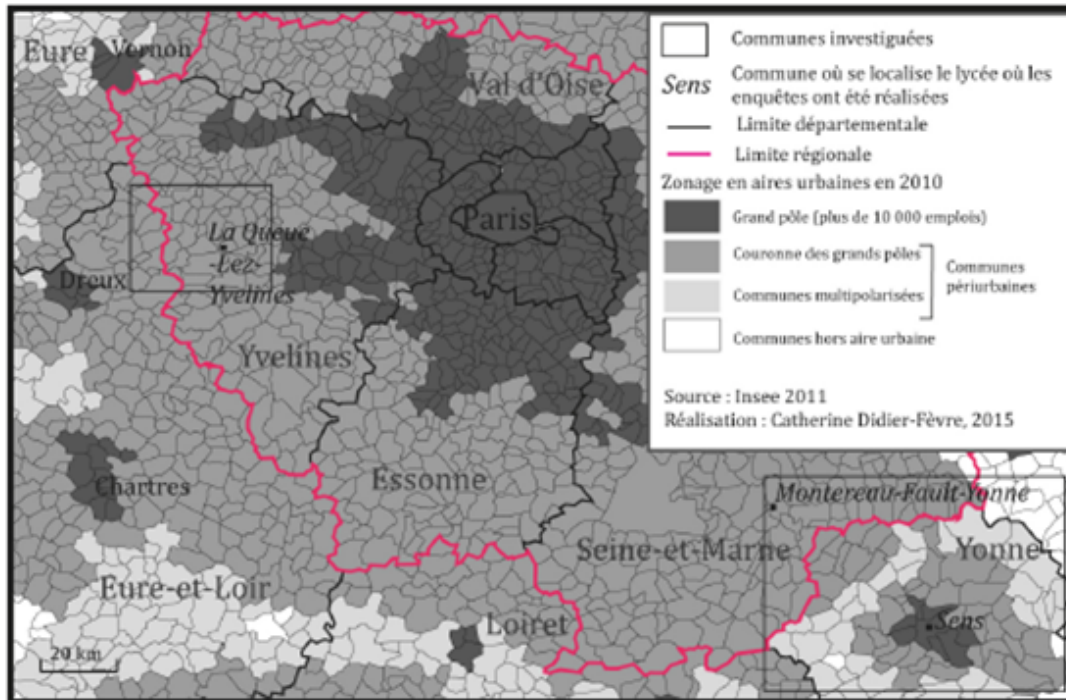 Eure
Vernon
Val d'Oise
Paris
La Queue
-Lez-
Yvelines
Dreux
Yvelines
Chartres
Essonne
Montereau-Fault-Yonne
Seine-et-Marne
Yonne
Eure-et-Loir
Loiret
Sens
20 km
Communes investiguées
Sens
Commune où se localise le lycée où les
enquêtes ont été réalisées
Limite départementale
Limite régionale
Zonage en aires urbaines en 2010
Grand pôle (plus de 10 000 emplois)
Couronne des grands pôles
Communes multipolarisées
Communes
périurbaines
Communes hors aire urbaine
Source : Insee 2011
Réalisation : Catherine Didier-Fèvre, 2015